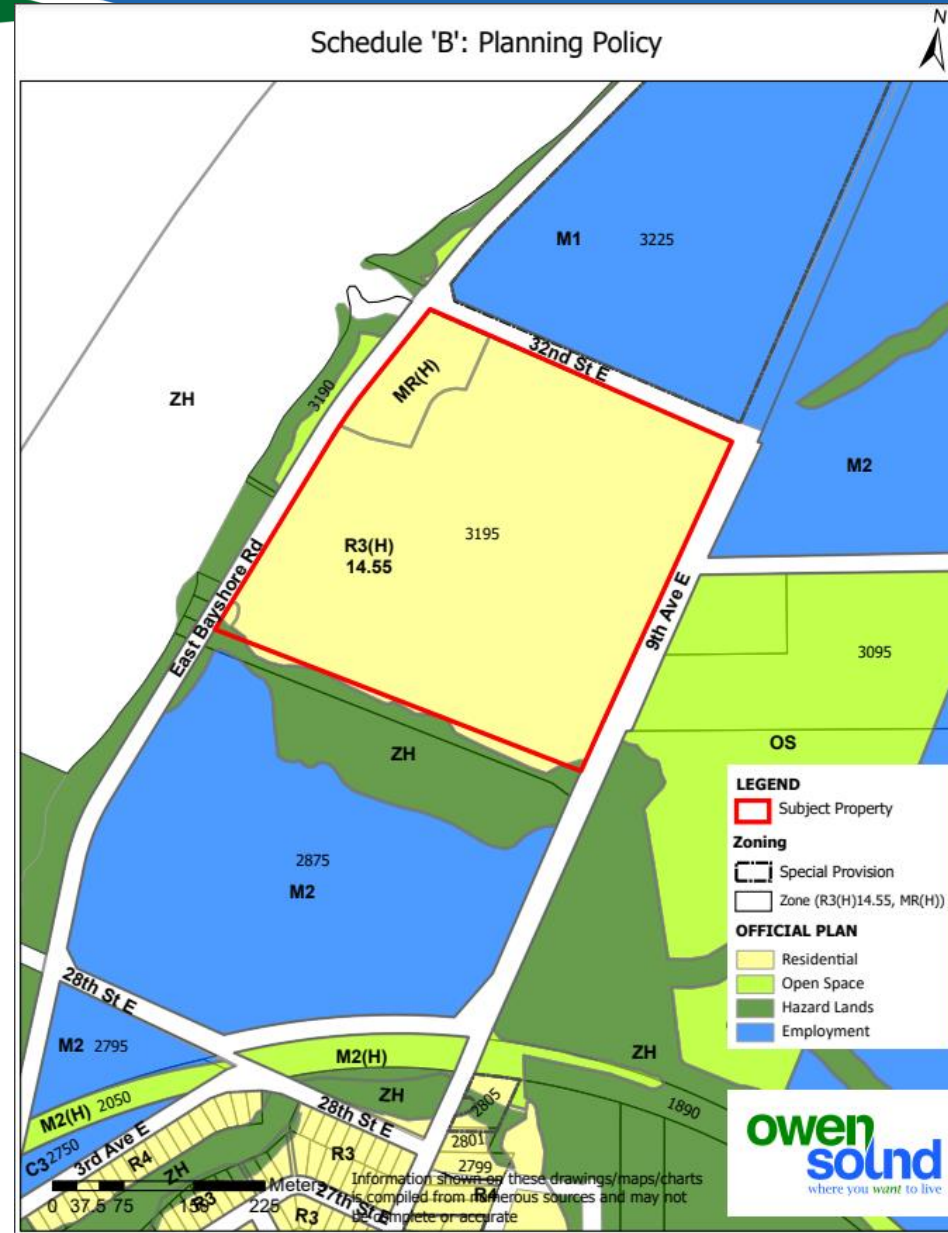 N
Schedule 'B': Planning Policy
M1
3225
32nd St E
MR(H)
ZH
3190
M2
3195
R3(H)
14.55
East Bayshore Rd
9th Ave E
3095
ZH
OS
LEGEND
Subject Property
Zoning
Special Provision
Zone (R3(H)14.55, MR(H))
OFFICIAL PLAN
Residential
Open Space
Hazard Lands
Employment
2875
M2
28th St E
M2 2795
M2(H)
ZH
ZH
M2(H) 2050
28th St E
2805
1890
C3 2750
3rd Ave E
R4
ZH
R3
2801
2799
R4
R3
R3
27th St E
Meters
0 37.5 75 150 225
Information shown on these drawings/maps/charts
is compiled from numerous sources and may not
be complete or accurate
owen
sound
where you want to live